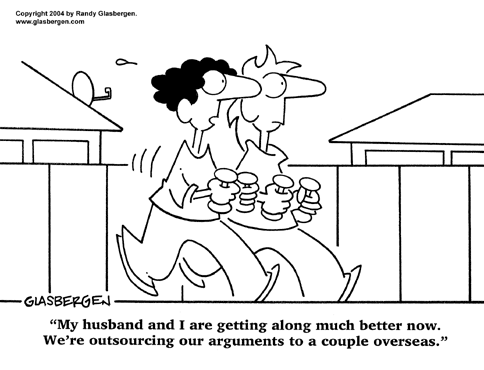 Copyright 2004 by Randy Glasbergen.
www.glasbergen.com
GLASBERGEN
“My husband and I are getting along much better now.
We’re outsourcing our arguments to a couple overseas.”